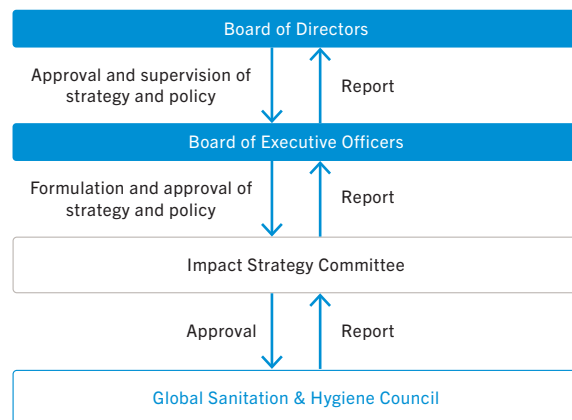 Board of Directors
Approval and supervision of
strategy and policy
Report
Board of Executive Officers
Formulation and approval of
strategy and policy
Report
Impact Strategy Committee
Approval
Report
Global Sanitation & Hygiene Council